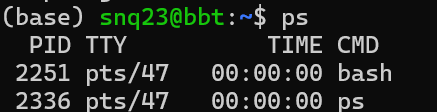 (base) snq23@bbt:~$ ps
PID TTY TIME CMD
2251 pts/47 00:00:00 bash
2336 pts/47 00:00:00 ps